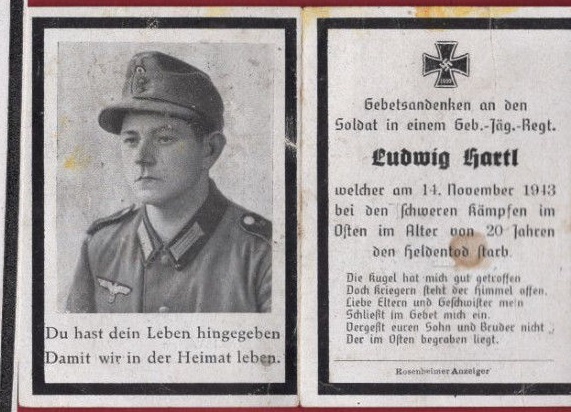 Du hast dein Leben hingegeben
Damit wir in der Heimat leben.
Gebetsandenken an den
Soldat in einem Geb.-Jäg.-Regt.
Ludwig Hartl
welcher am 14. November 1943
bei den schweren Kämpfen im
Osten im Alter von 20 Jahren
den Heldentod starb.
Die Kugel hat mich gut getroffen
Doch Kriegern steht der Himmel offen.
Liebe Eltern und Geschwister mein
Schließt im Gebet mich ein.
Vergeßt euren Sohn und Bruder nicht
Der im Osten begraben liegt.
Rosenheimer Anzeiger